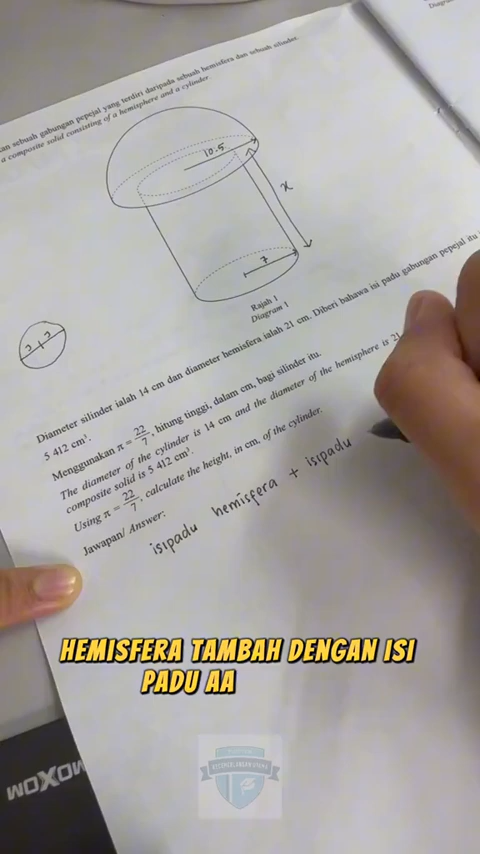 kan sebuah gabungan pepejal yang terdiri daripada sebuah hemisfera dan sebuah silinder.
a composite solid consisting of a hemisphere and a cylinder.
Diagram
10.5
x
7
Rajah 1
Diagram 1
2+2
Diameter silinder ialah 14 cm dan diameter hemisfera ialah 21 cm. Diberi bahawa isi padu gabungan pepejal itu
5 412 cm³.
Menggunakan π = 22/7, hitung tinggi, dalam cm, bagi silinder itu.
The diameter of the cylinder is 14 cm and the diameter of the hemisphere is 21
composite solid is 5 412 cm³.
Using π = 22/7, calculate the height, in cm, of the cylinder.
Jawapan/ Answer:
isipadu hemisfera + isipadu
HEMISFERA TAMBAH DENGAN ISI
PADU AA
MOXOM
MOXOM